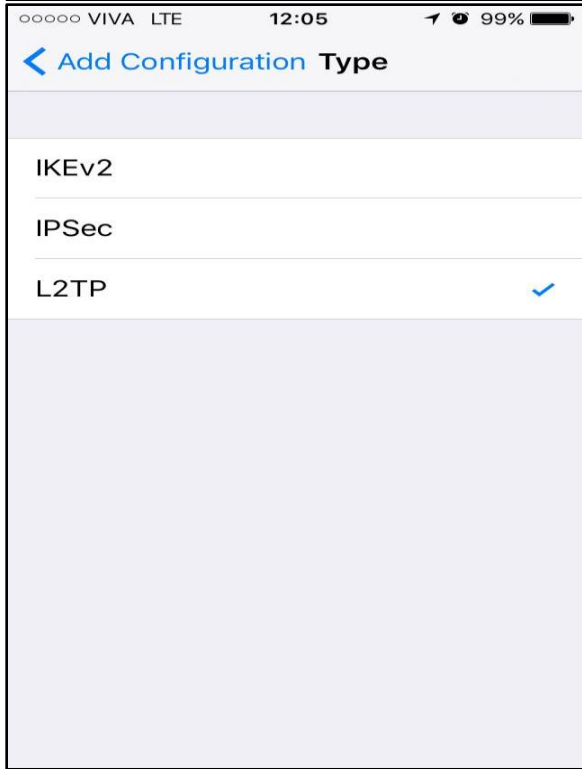 VIVA LTE 12:05 99%
Add Configuration Type
IKEv2
IPSec
L2TP